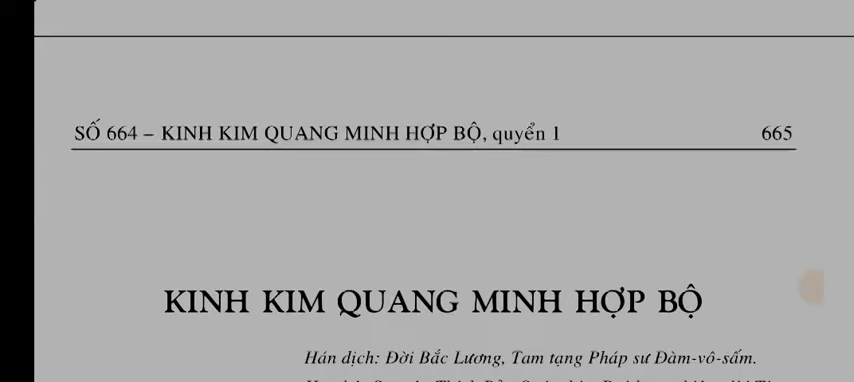 SỐ 664 – KINH KIM QUANG MINH HỢP BỘ, quyển 1 665
KINH KIM QUANG MINH HỢP BỘ
Hán dịch: Đời Bắc Lương, Tam tạng Pháp sư Đàm-vô-sấm.